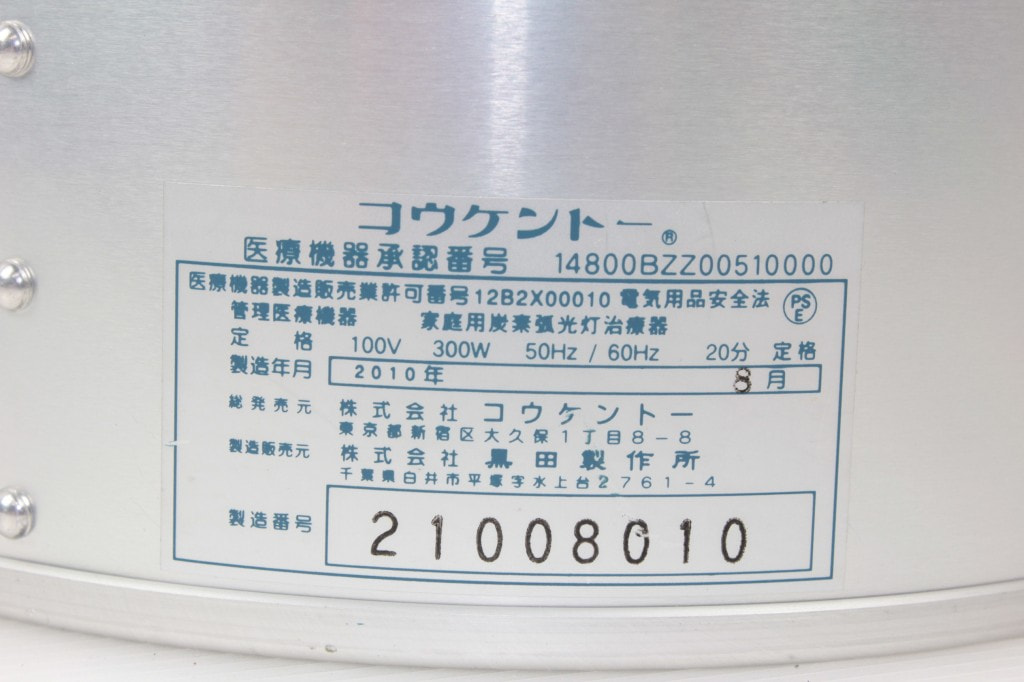 コウケントー®
医療機器承認番号 14800BZZ00510000
医療機器製造販売業許可番号12B2X00010 電気用品安全法 PSE
管理医療機器 家庭用炭素弧光灯治療器
定格 100V 300W 50Hz / 60Hz 20分 定格
製造年月 2010年 8月
総発売元 株式会社 コウケントー
東京都新宿区大久保1丁目8-8
製造販売元 株式会社 黒田製作所
千葉県白井市平塚字水上台2761-4
製造番号 21008010